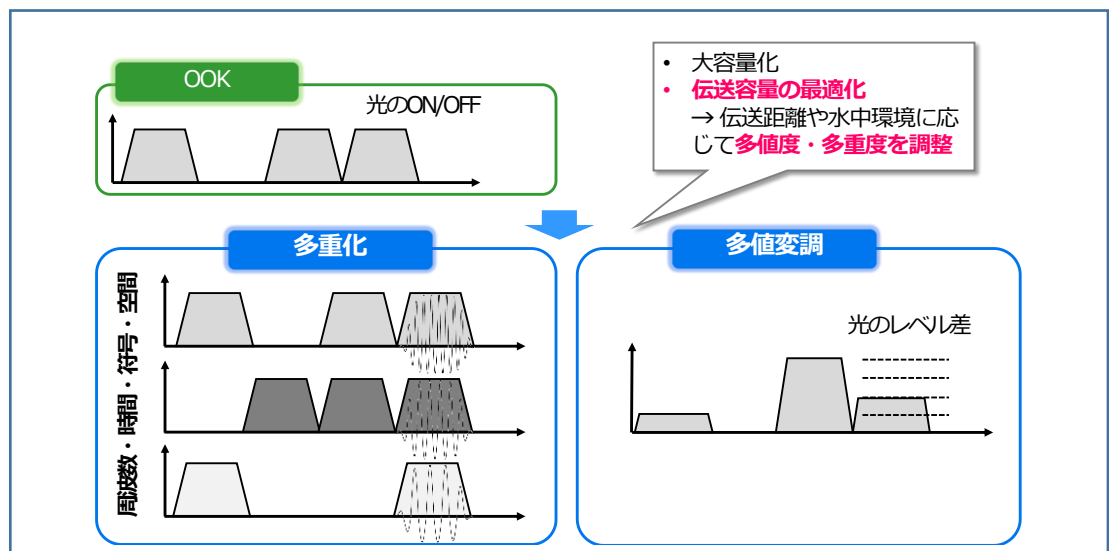 OOK
光のON/OFF
• 大容量化
• 伝送容量の最適化
→ 伝送距離や水中環境に応
じて多値度・多重度を調整
多重化
周波数・時間・符号・空間
多値変調
光のレベル差